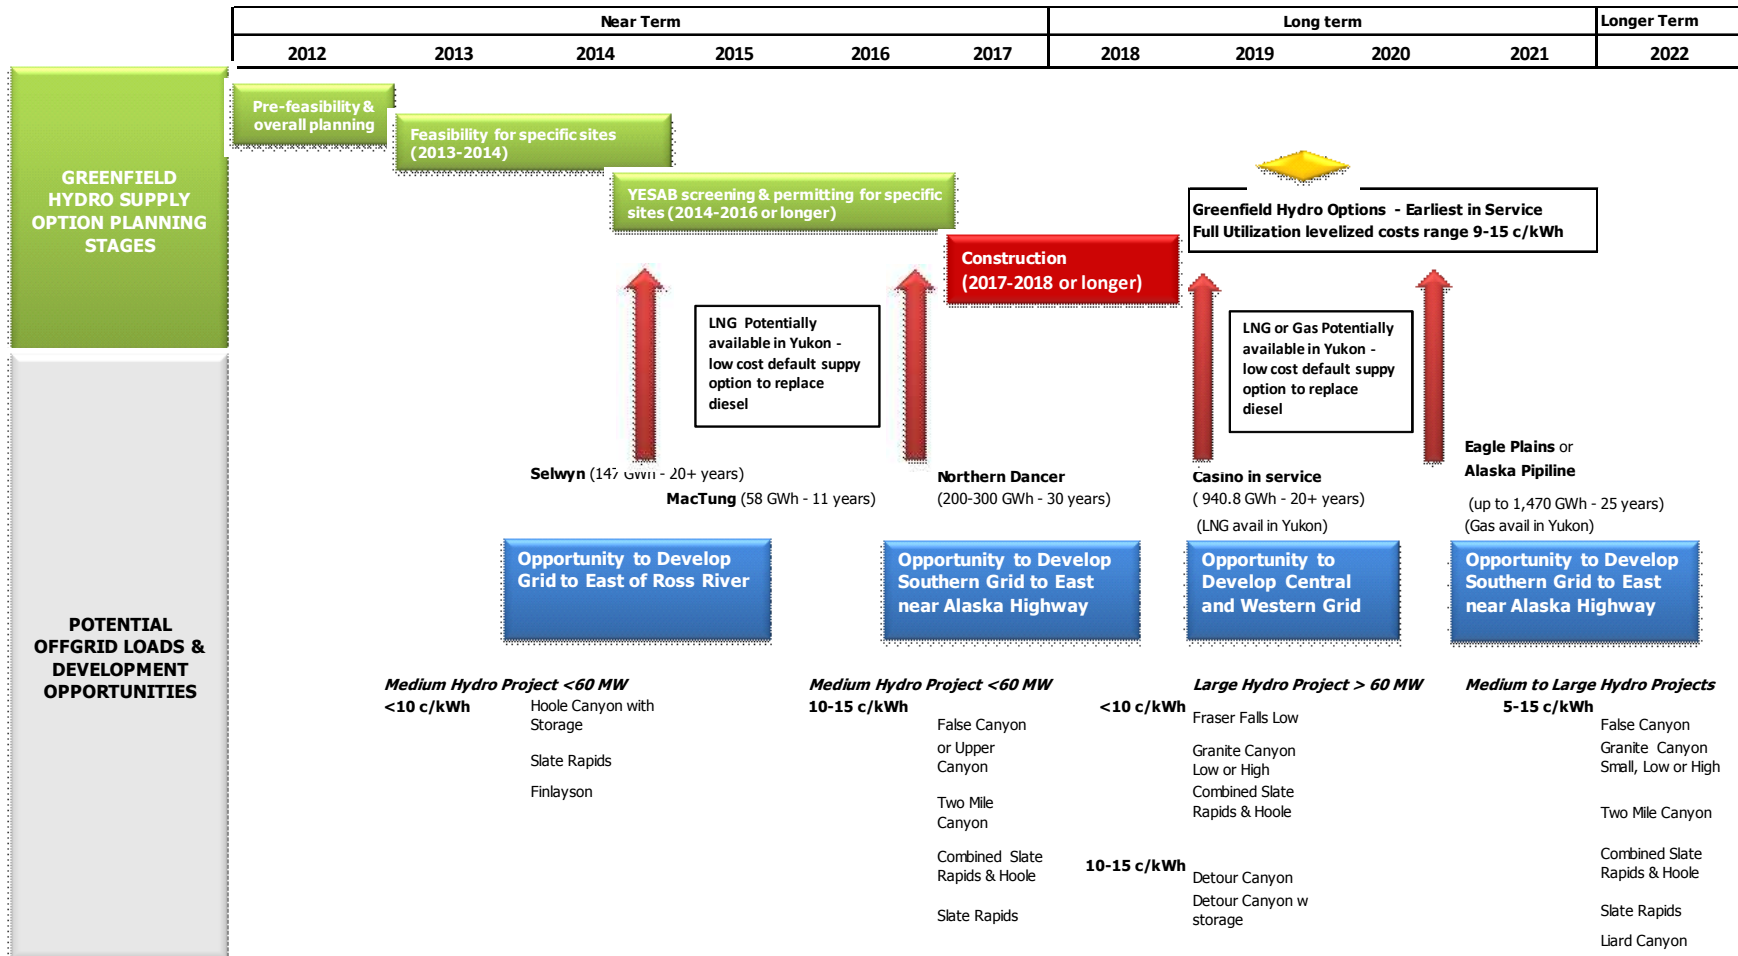 Near Term
Long term
Longer Term
2012
2013
2014
2015
2016
2017
2018
2019
2020
2021
2022
GREENFIELD
HYDRO SUPPLY
OPTION PLANNING
STAGES
Pre-feasibility &
overall planning
Feasibility for specific sites
(2013-2014)
YESAB screening & permitting for specific
sites (2014-2016 or longer)
Construction
(2017-2018 or longer)
Greenfield Hydro Options - Earliest in Service
Full Utilization levelized costs range 9-15 c/kWh
LNG Potentially
available in Yukon -
low cost default suppy
option to replace
diesel
LNG or Gas Potentially
available in Yukon -
low cost default suppy
option to replace
diesel
POTENTIAL
OFFGRID LOADS &
DEVELOPMENT
OPPORTUNITIES
Selwyn (147 GWh - 20+ years)
MacTung (58 GWh - 11 years)
Northern Dancer
(200-300 GWh - 30 years)
Casino in service
( 940.8 GWh - 20+ years)
(LNG avail in Yukon)
Eagle Plains or
Alaska Pipiline
(up to 1,470 GWh - 25 years)
(Gas avail in Yukon)
Opportunity to Develop
Grid to East of Ross River
Opportunity to Develop
Southern Grid to East
near Alaska Highway
Opportunity to
Develop Central
and Western Grid
Opportunity to Develop
Southern Grid to East
near Alaska Highway
Medium Hydro Project <60 MW
<10 c/kWh
Hoole Canyon with
Storage
Slate Rapids
Finlayson
Medium Hydro Project <60 MW
10-15 c/kWh
False Canyon
or Upper
Canyon
Two Mile
Canyon
Combined Slate
Rapids & Hoole
Slate Rapids
Large Hydro Project > 60 MW
<10 c/kWh
Fraser Falls Low
Granite Canyon
Low or High
Combined Slate
Rapids & Hoole
10-15 c/kWh
Detour Canyon
Detour Canyon w
storage
Medium to Large Hydro Projects
5-15 c/kWh
False Canyon
Granite Canyon
Small, Low or High
Two Mile Canyon
Combined Slate
Rapids & Hoole
Slate Rapids
Liard Canyon